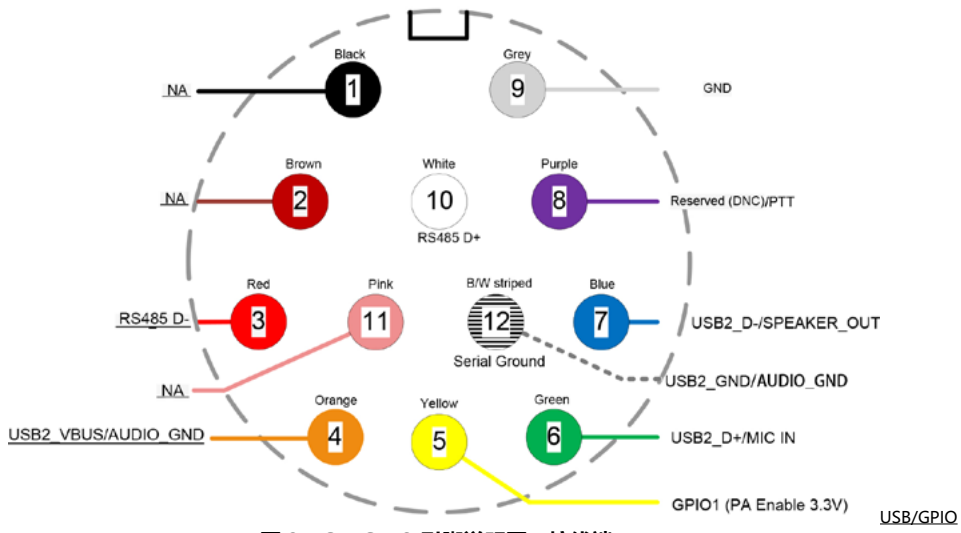 Black
Grey
NA
1
9
GND
Brown
White
Purple
NA
2
10
8
Reserved (DNC)/PTT
RS485 D+
Red
Pink
B/W striped
Blue
RS485 D-
3
11
12
7
USB2_D-/SPEAKER_OUT
Serial Ground
NA
USB2_GND/AUDIO_GND
Orange
Yellow
Green
USB2_VBUS/AUDIO_GND
4
5
6
USB2_D+/MIC IN
GPIO1 (PA Enable 3.3V)
USB/GPIO